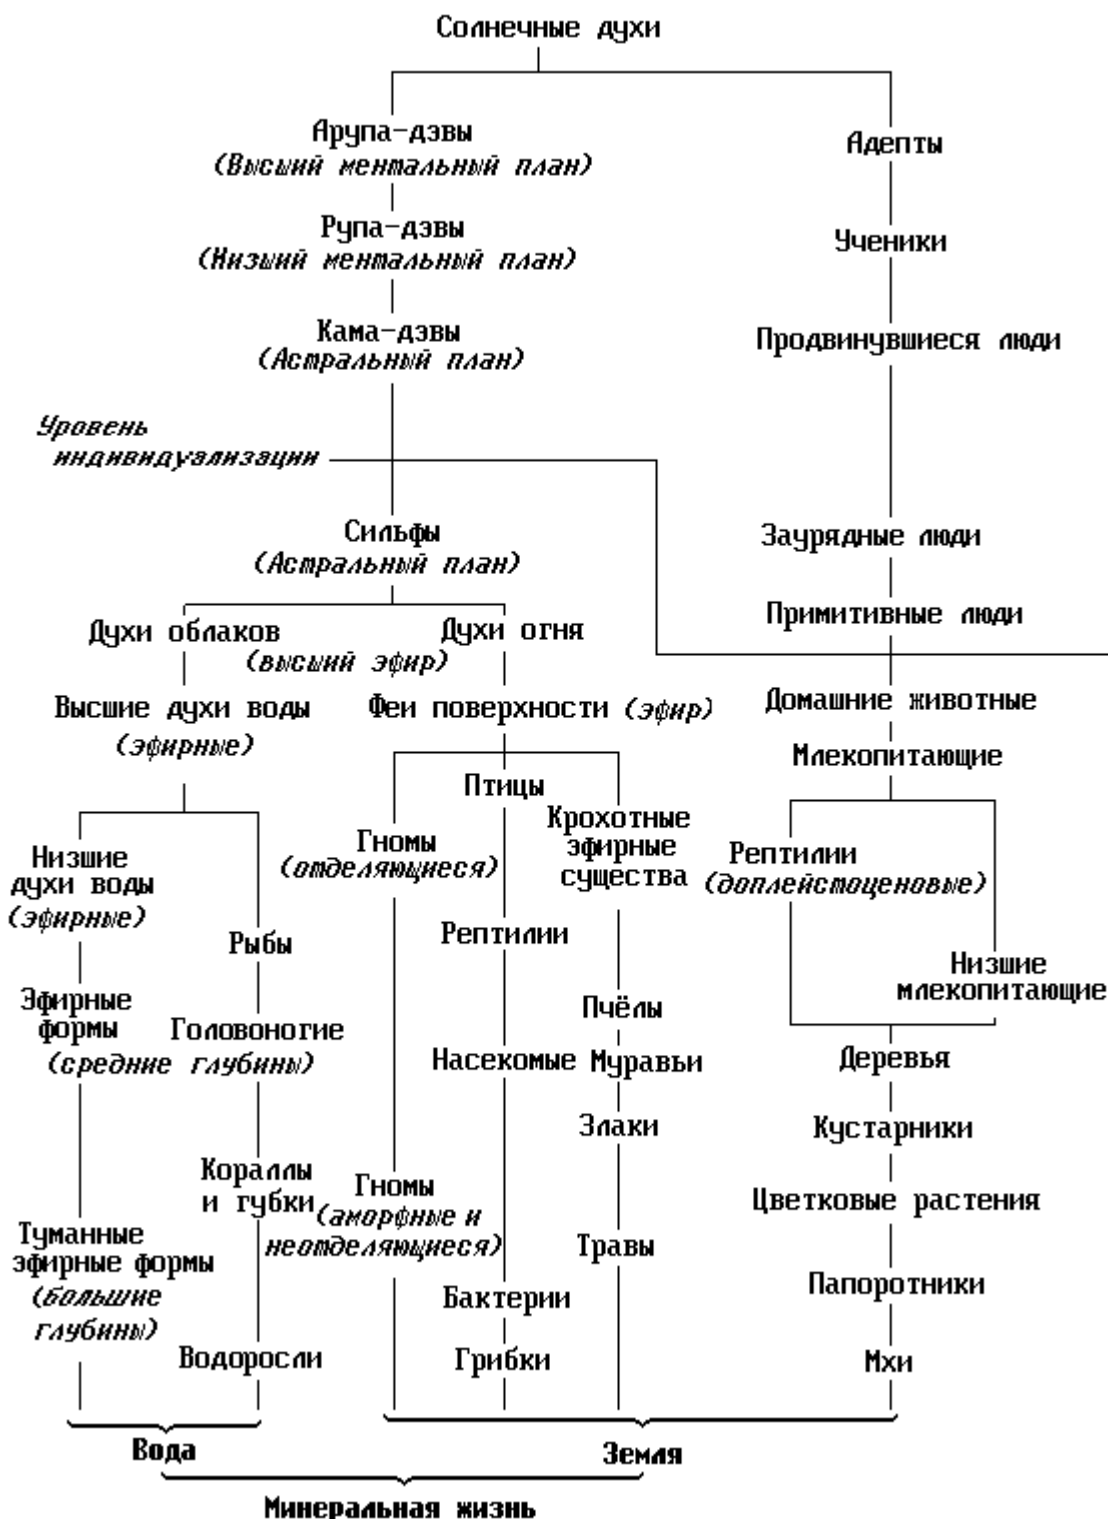 Солнечные духи
Арупа-дэвы
(Высший ментальный план)
Адепты
Рупа-дэвы
(Низший ментальный план)
Ученики
Кама-дэвы
(Астральный план)
Продвинувшиеся люди
Уровень
индивидуализации
Сильфы
(Астральный план)
Заурядные люди
Примитивные люди
Духи облаков
Духи огня
(высший эфир)
Высшие духи воды
(эфирные)
Феи поверхности (эфир)
Домашние животные
Млекопитающие
Птицы
Гномы
(отделяющиеся)
Крохотные
эфирные
существа
Низшие
духи воды
(эфирные)
Рептилии
(доплейстоценовые)
Рыбы
Рептилии
Низшие
млекопитающие
Эфирные
формы
Головоногие
(средние глубины)
Пчёлы
Насекомые
Муравьи
Деревья
Злаки
Кустарники
Кораллы
и губки
Гномы
(аморфные и
неотделяющиеся)
Цветковые растения
Туманные
эфирные формы
(большие
глубины)
Травы
Папоротники
Бактерии
Водоросли
Грибки
Мхи
Вода
Земля
Минеральная жизнь